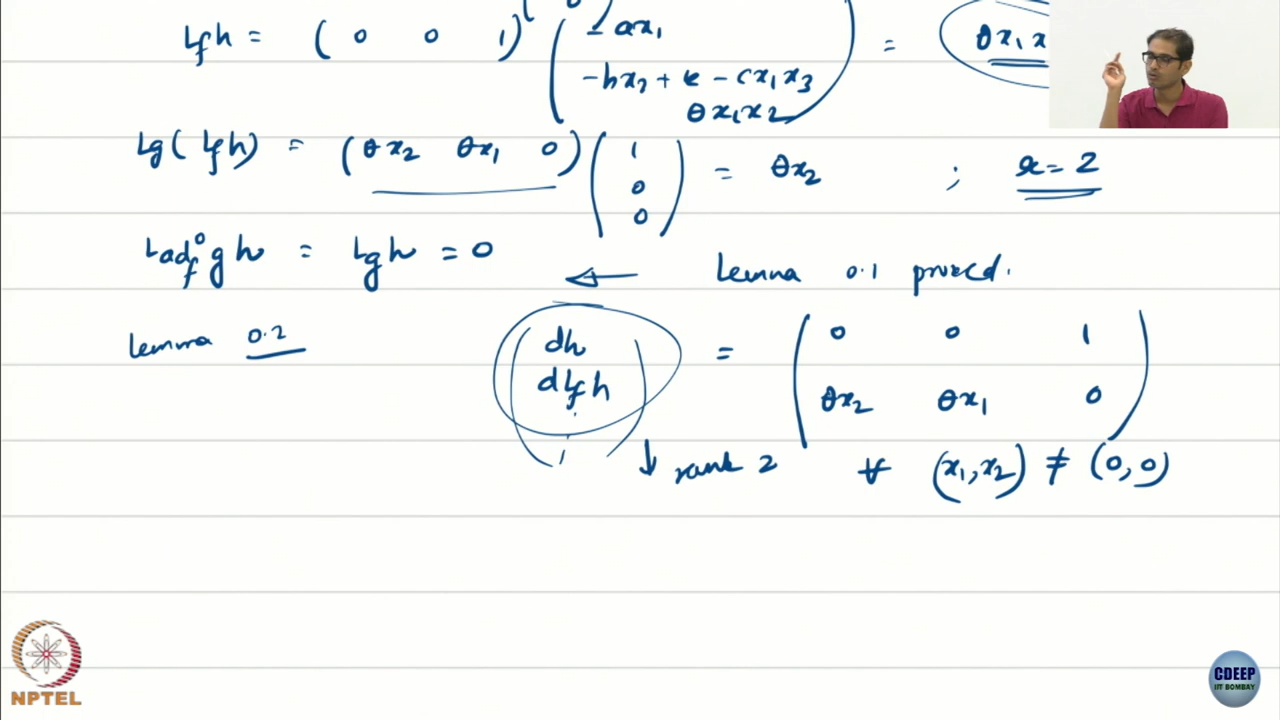 Lfh = ( 0 0 1 ) ( - ax₁ = θx₁x
-bx₂ + k - cx₁x₃
θx₁x₂ )
Lg( Lfh) = (θx₂ θx₁ 0) ( 1 0 0 ) = θx₂ ; r = 2
L ad_f⁰ g h = Lgh = 0
← Lemma 0.1 proved.
Lemma 0.2 ( dh dLfh ⋮ ) = ( 0 0 1
θx₂ θx₁ 0 )
↓ rank 2 ∀ (x₁,x₂) ≠ (0,0)
NPTEL
CDEEP
IIT BOMBAY